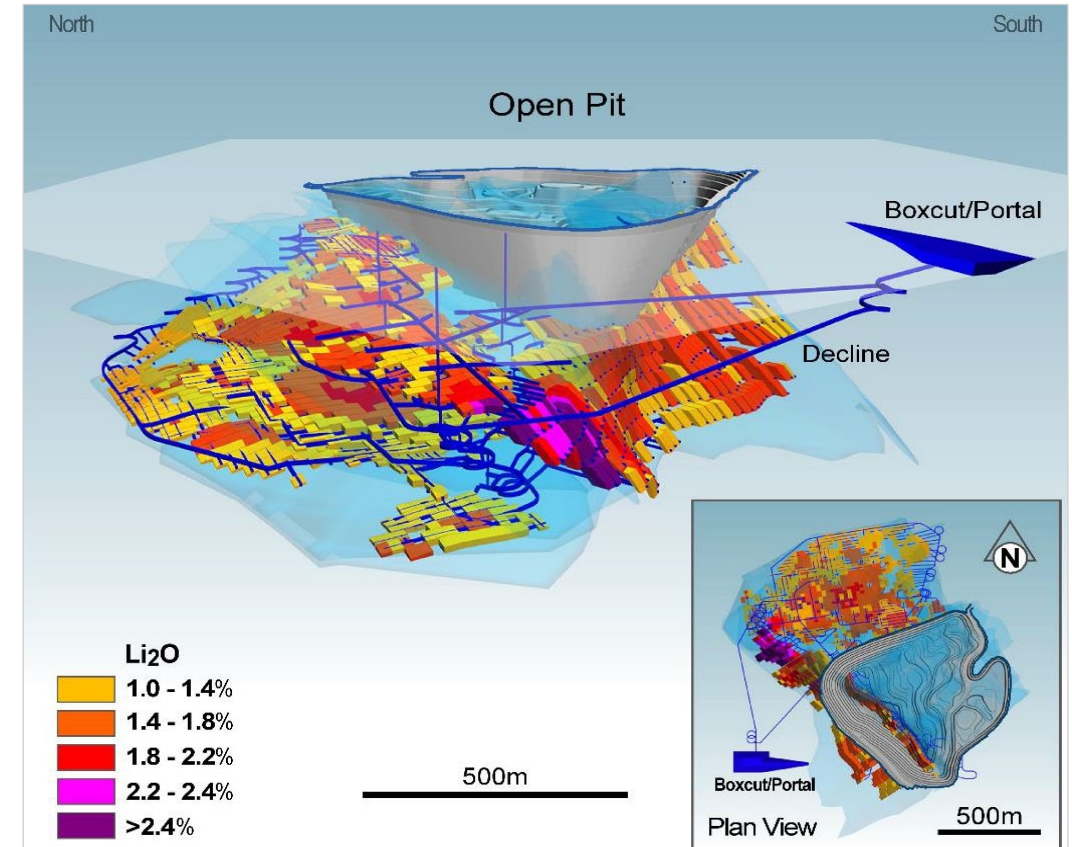 North
South
Open Pit
Boxcut/Portal
Decline
Li2O
1.0 - 1.4%
1.4 - 1.8%
1.8 - 2.2%
2.2 - 2.4%
>2.4%
500m
N
Boxcut/Portal
Plan View
500m